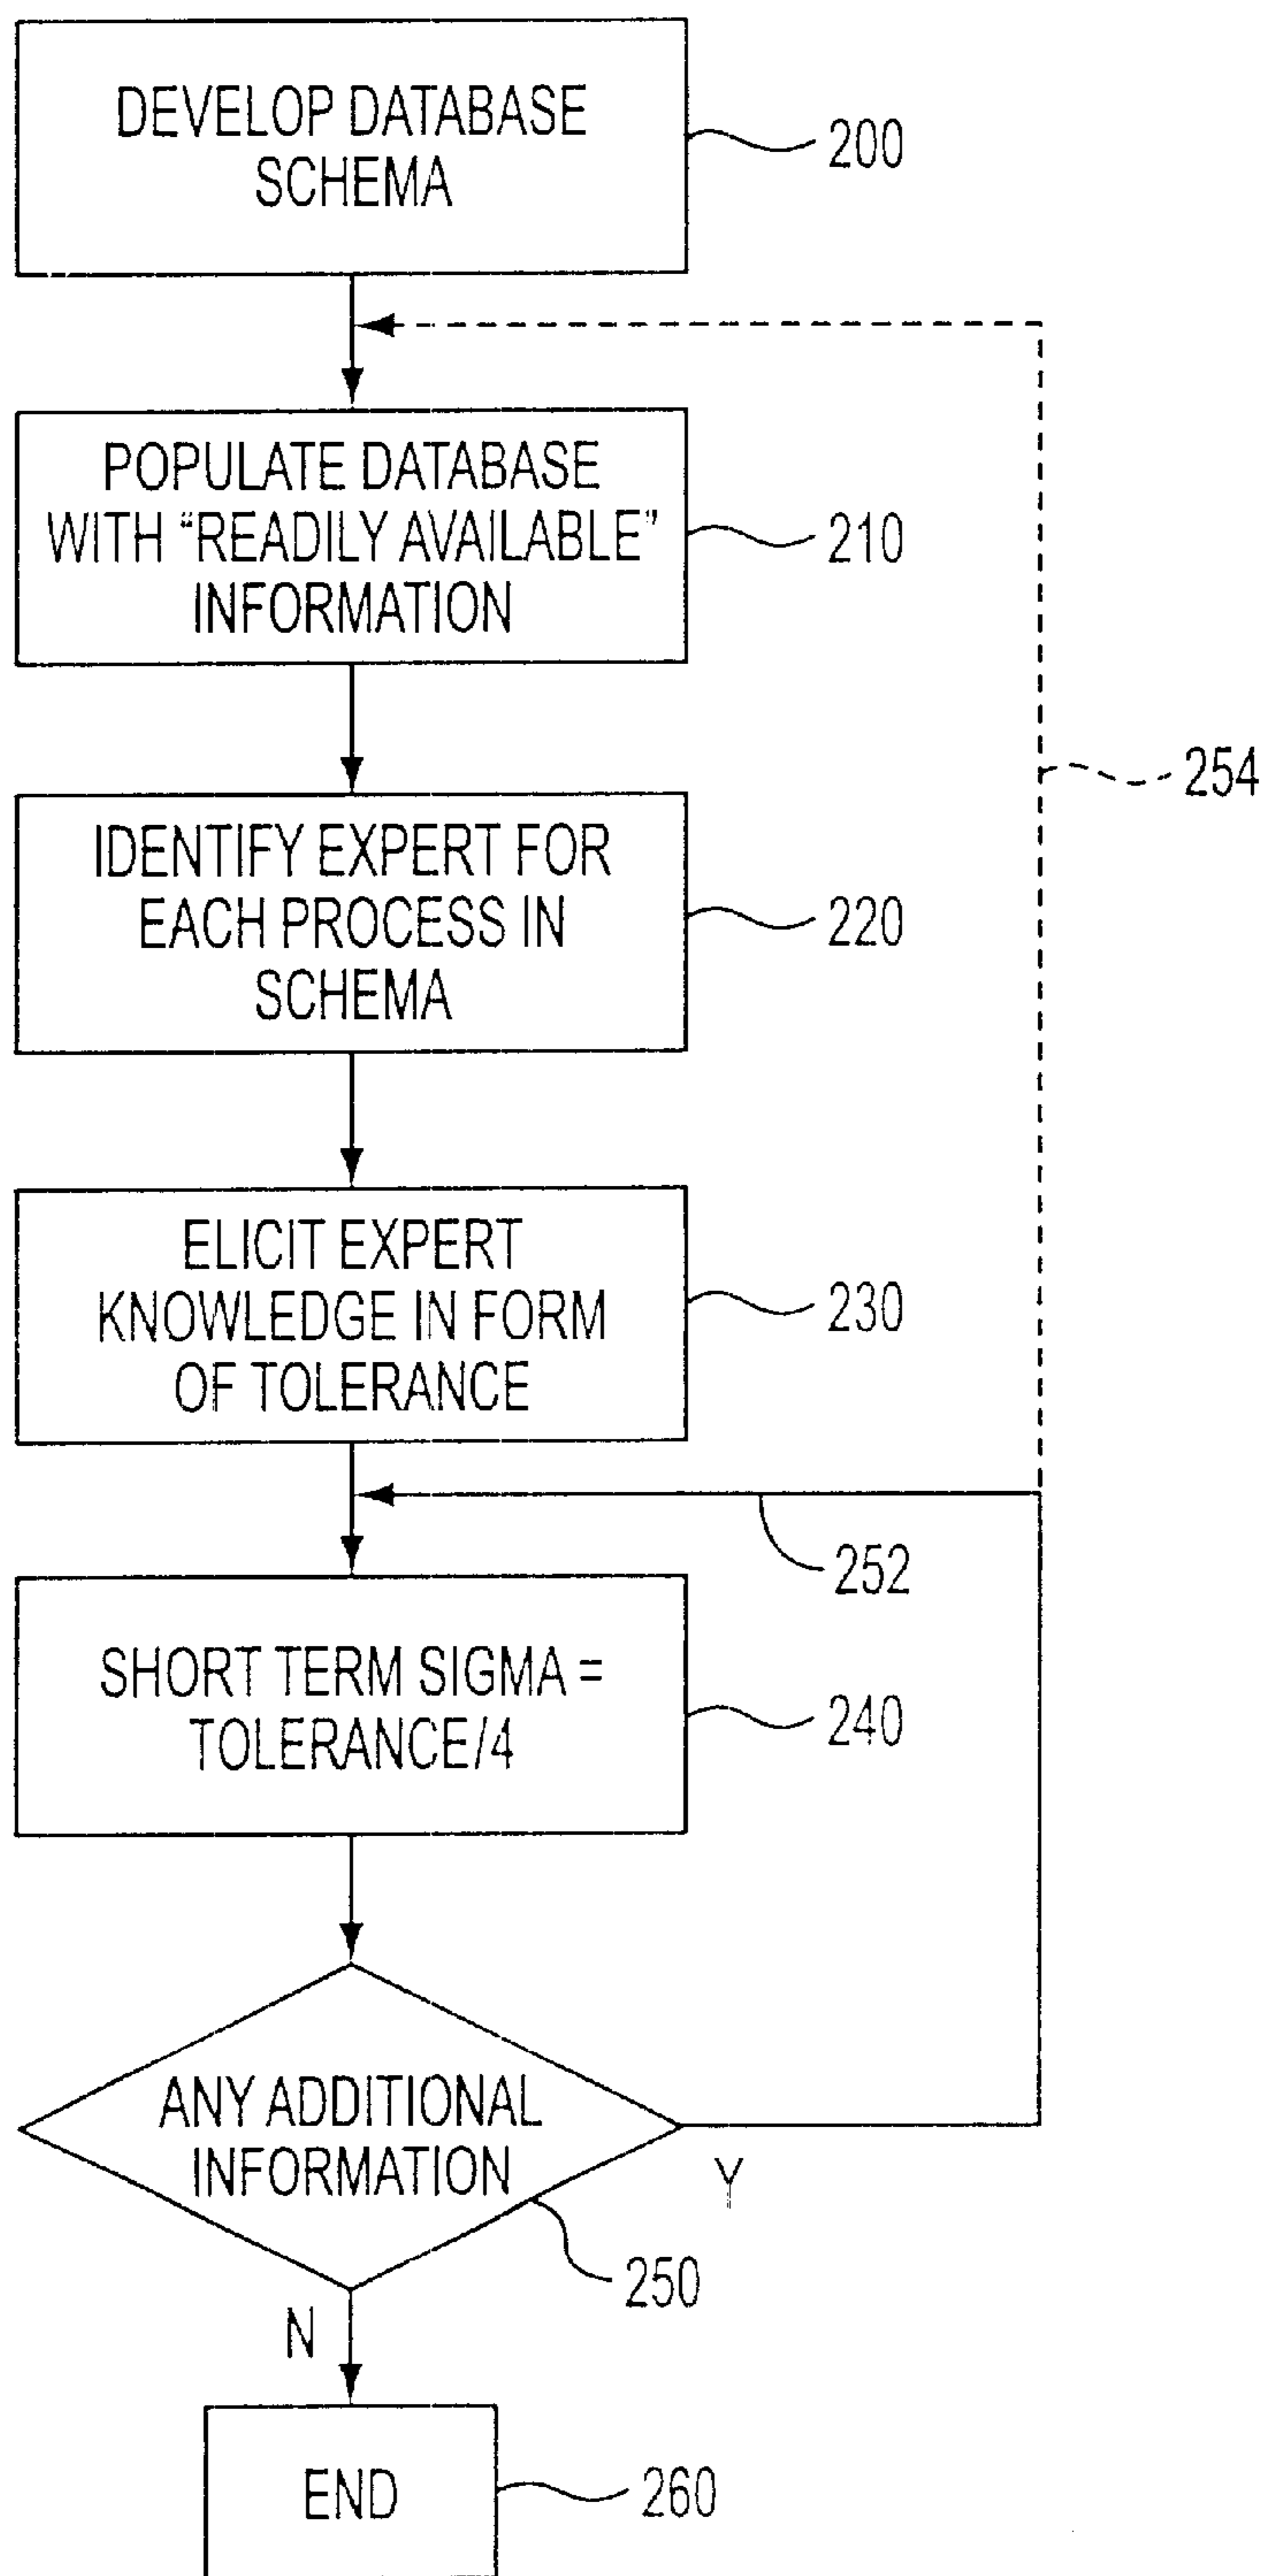 DEVELOP DATABASE
SCHEMA
200
POPULATE DATABASE
WITH “READILY AVAILABLE”
INFORMATION
210
254
IDENTIFY EXPERT FOR
EACH PROCESS IN
SCHEMA
220
ELICIT EXPERT
KNOWLEDGE IN FORM
OF TOLERANCE
230
252
SHORT TERM SIGMA =
TOLERANCE/4
240
ANY ADDITIONAL
INFORMATION
Y
250
N
END
260